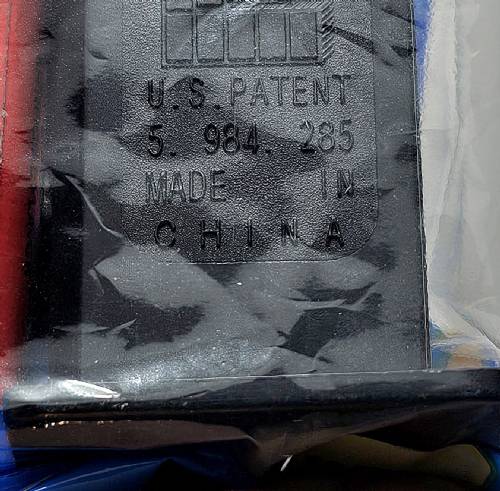 U.S. PATENT
5. 984. 285
MADE IN
CHINA